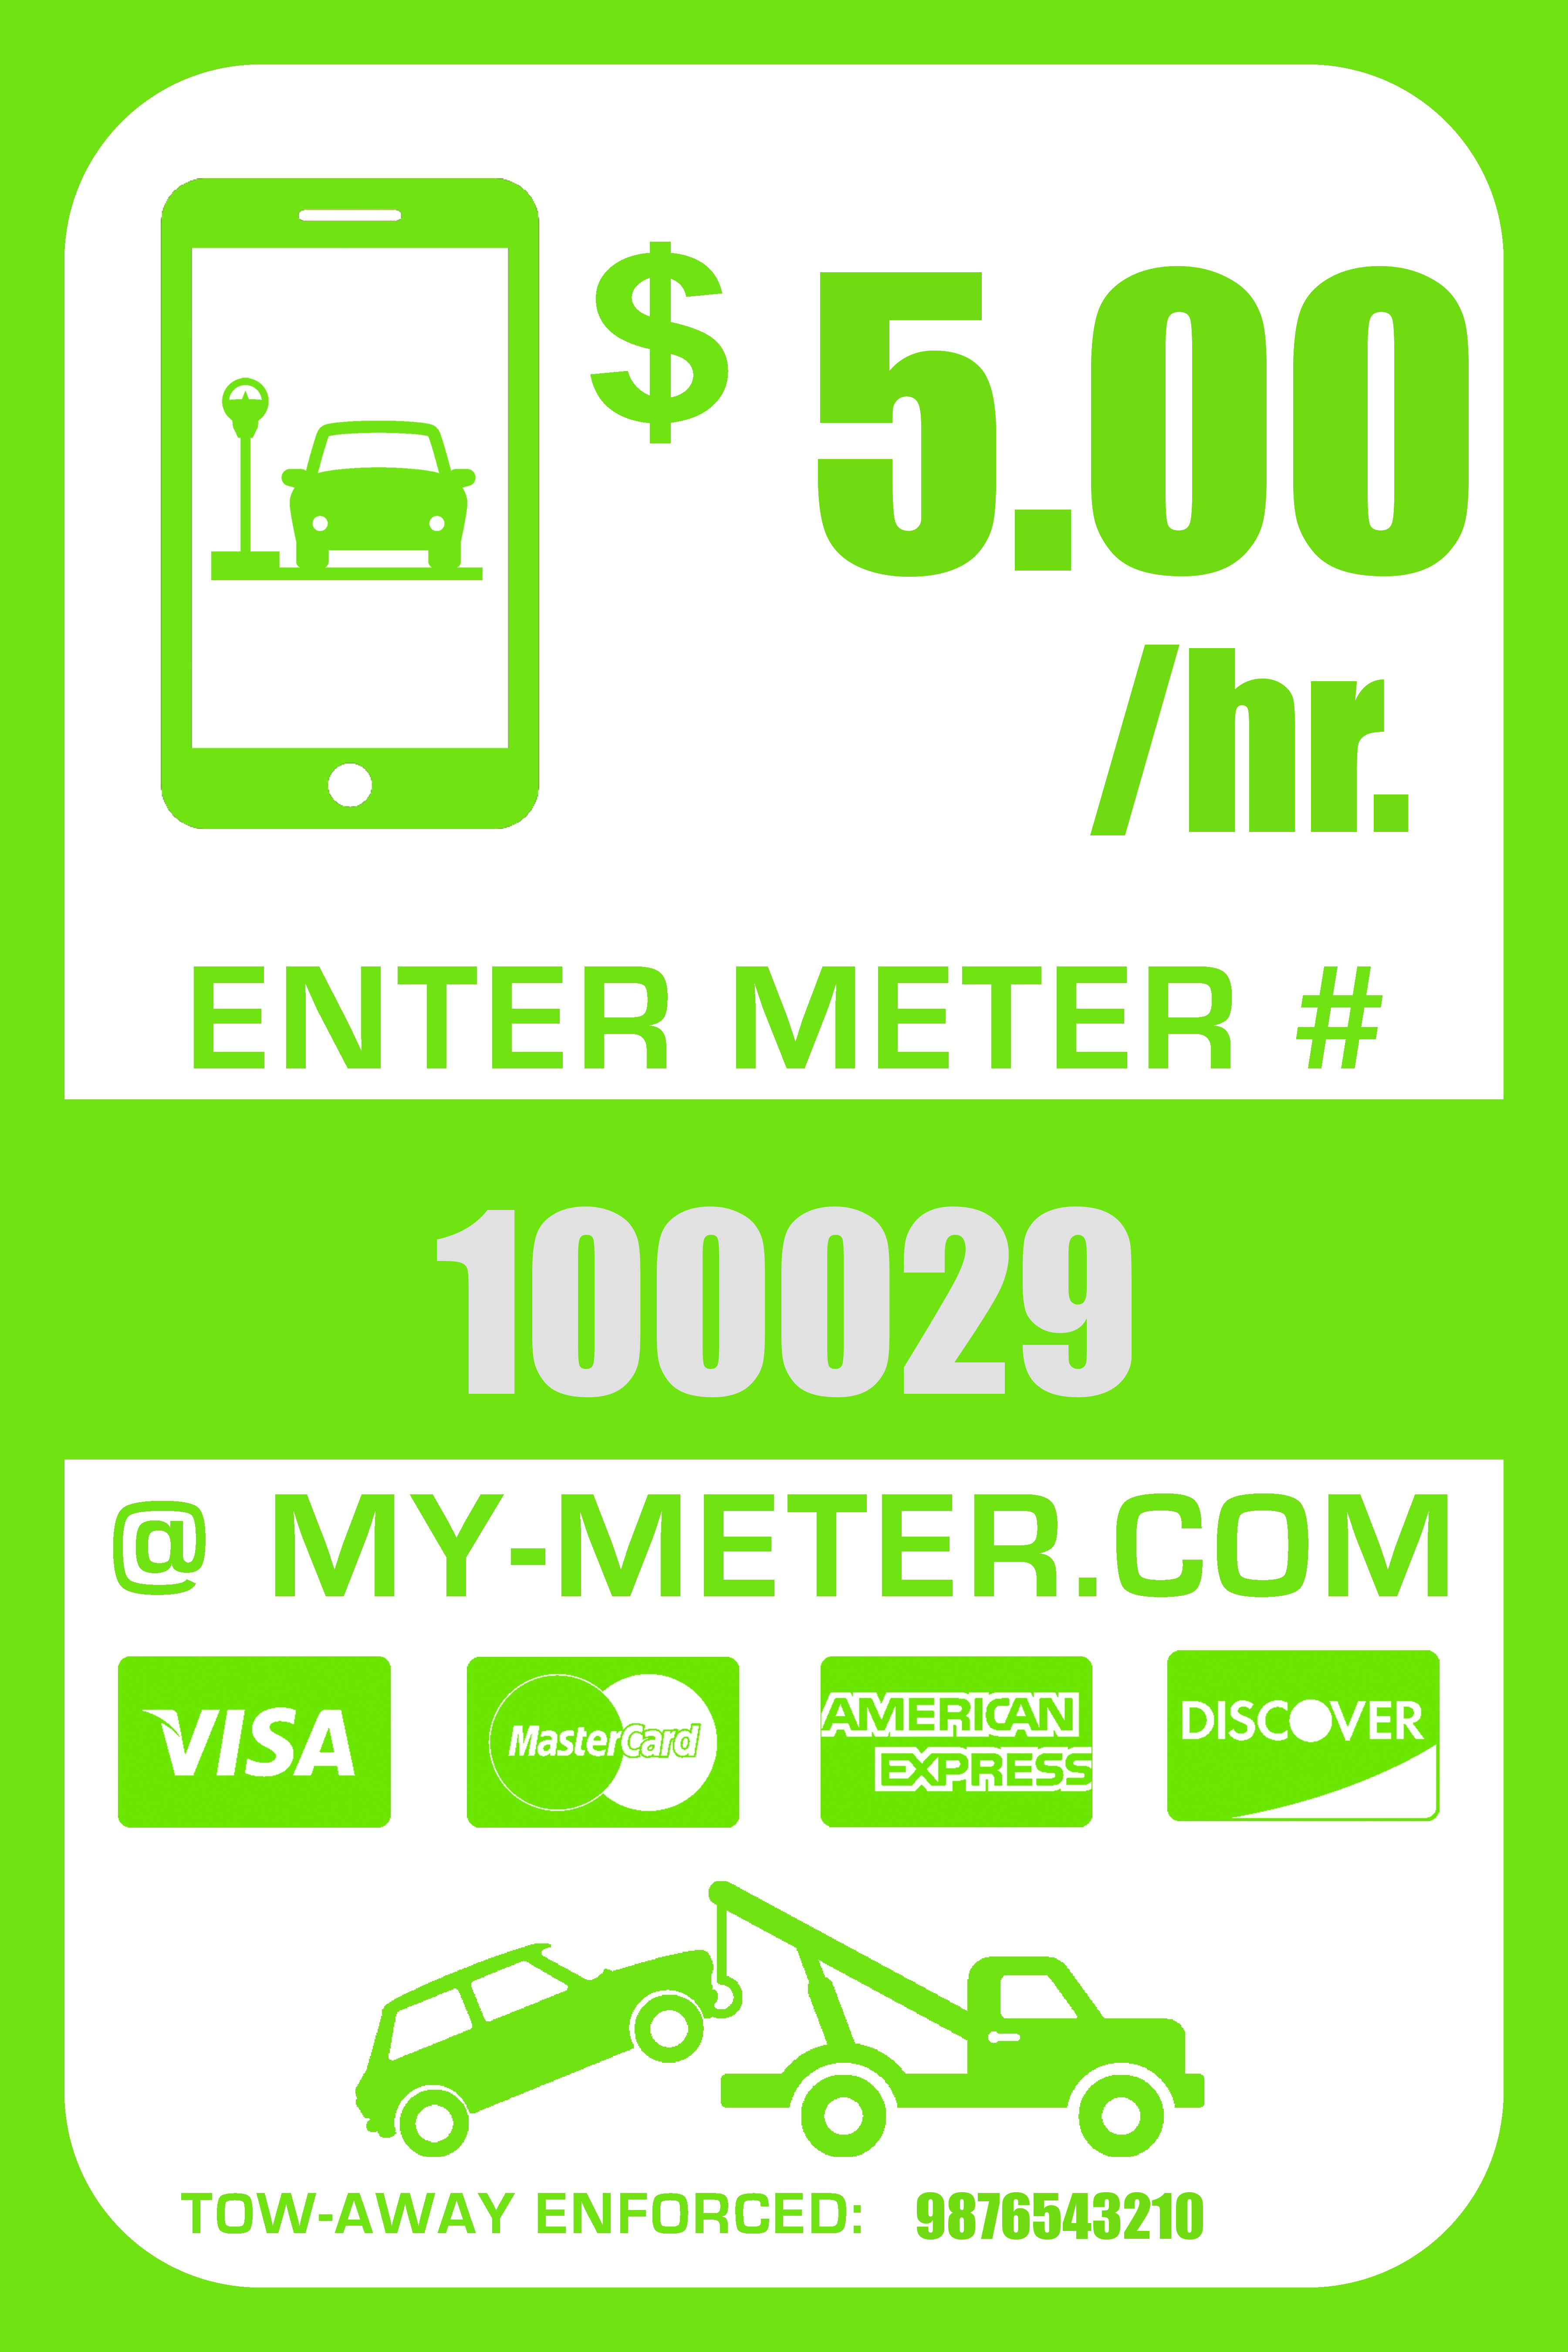 $ 5.00
/hr.
ENTER METER #
100029
@ MY-METER.COM
VISA MasterCard AMERICAN EXPRESS DISCOVER
TOW-AWAY ENFORCED: 9876543210